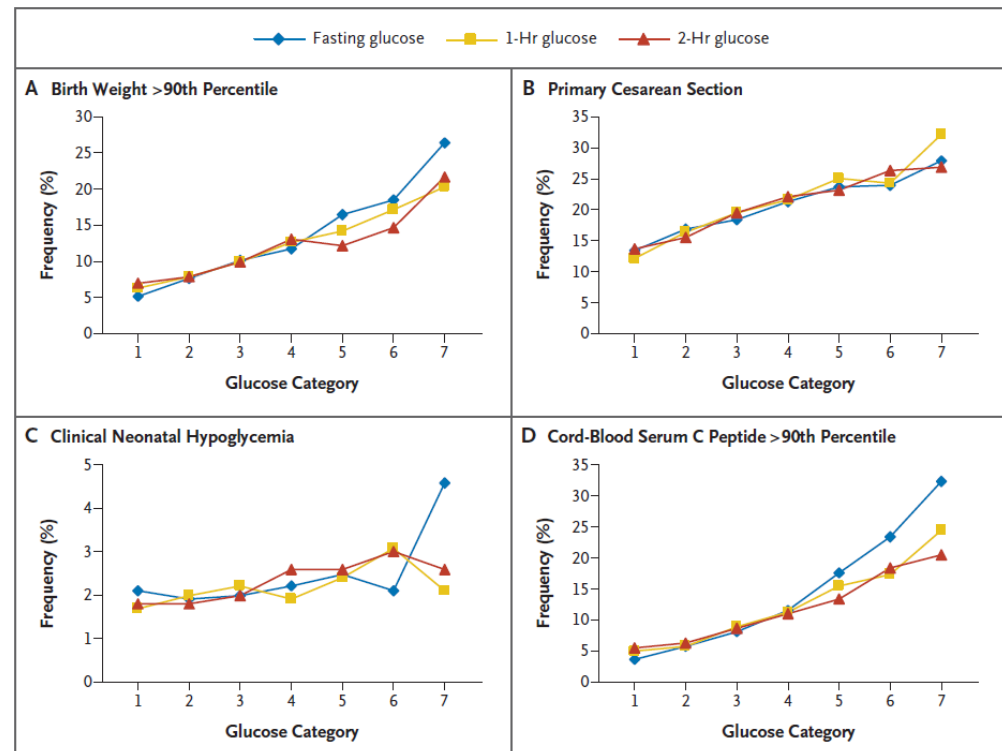 Fasting glucose 1-Hr glucose 2-Hr glucose
A Birth Weight >90th Percentile
30
25
20
15
10
5
0
Frequency (%)
1 2 3 4 5 6 7
Glucose Category
B Primary Cesarean Section
35
30
25
20
15
10
5
0
Frequency (%)
1 2 3 4 5 6 7
Glucose Category
C Clinical Neonatal Hypoglycemia
5
4
3
2
1
0
Frequency (%)
1 2 3 4 5 6 7
Glucose Category
D Cord-Blood Serum C Peptide >90th Percentile
35
30
25
20
15
10
5
0
Frequency (%)
1 2 3 4 5 6 7
Glucose Category